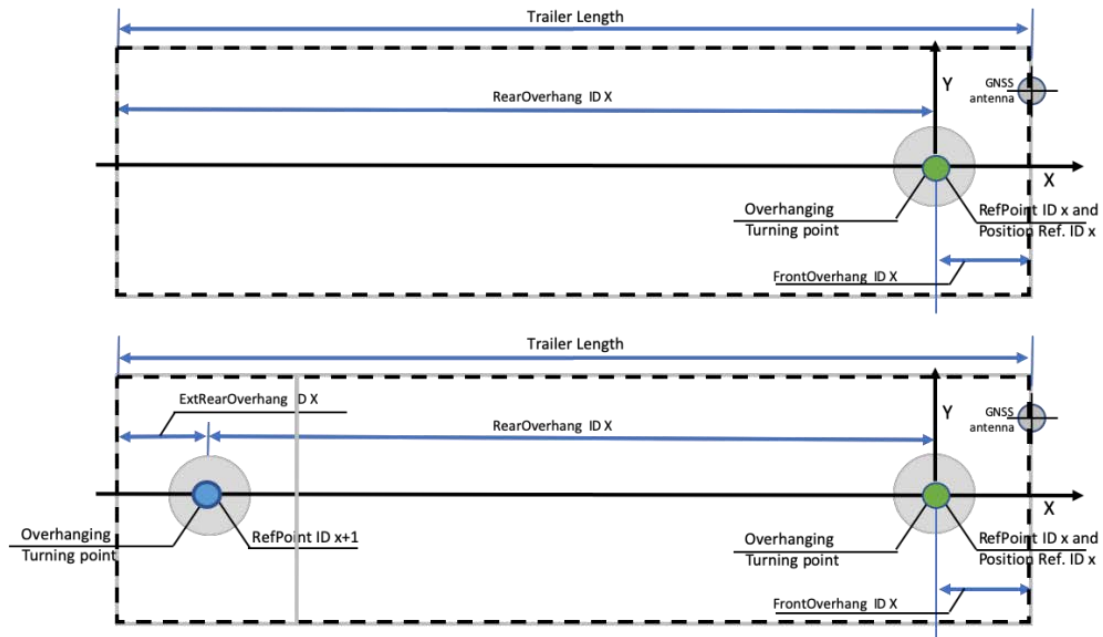 Trailer Length
RearOverhang ID X
Y
GNSS
antenna
X
Overhanging
Turning point
RefPoint ID x and
Position Ref. ID x
FrontOverhang ID X
Trailer Length
ExtRearOverhang ID X
RearOverhang ID X
Y
GNSS
antenna
X
Overhanging
Turning point
RefPoint ID x+1
Overhanging
Turning point
RefPoint ID x and
Position Ref. ID x
FrontOverhang ID X